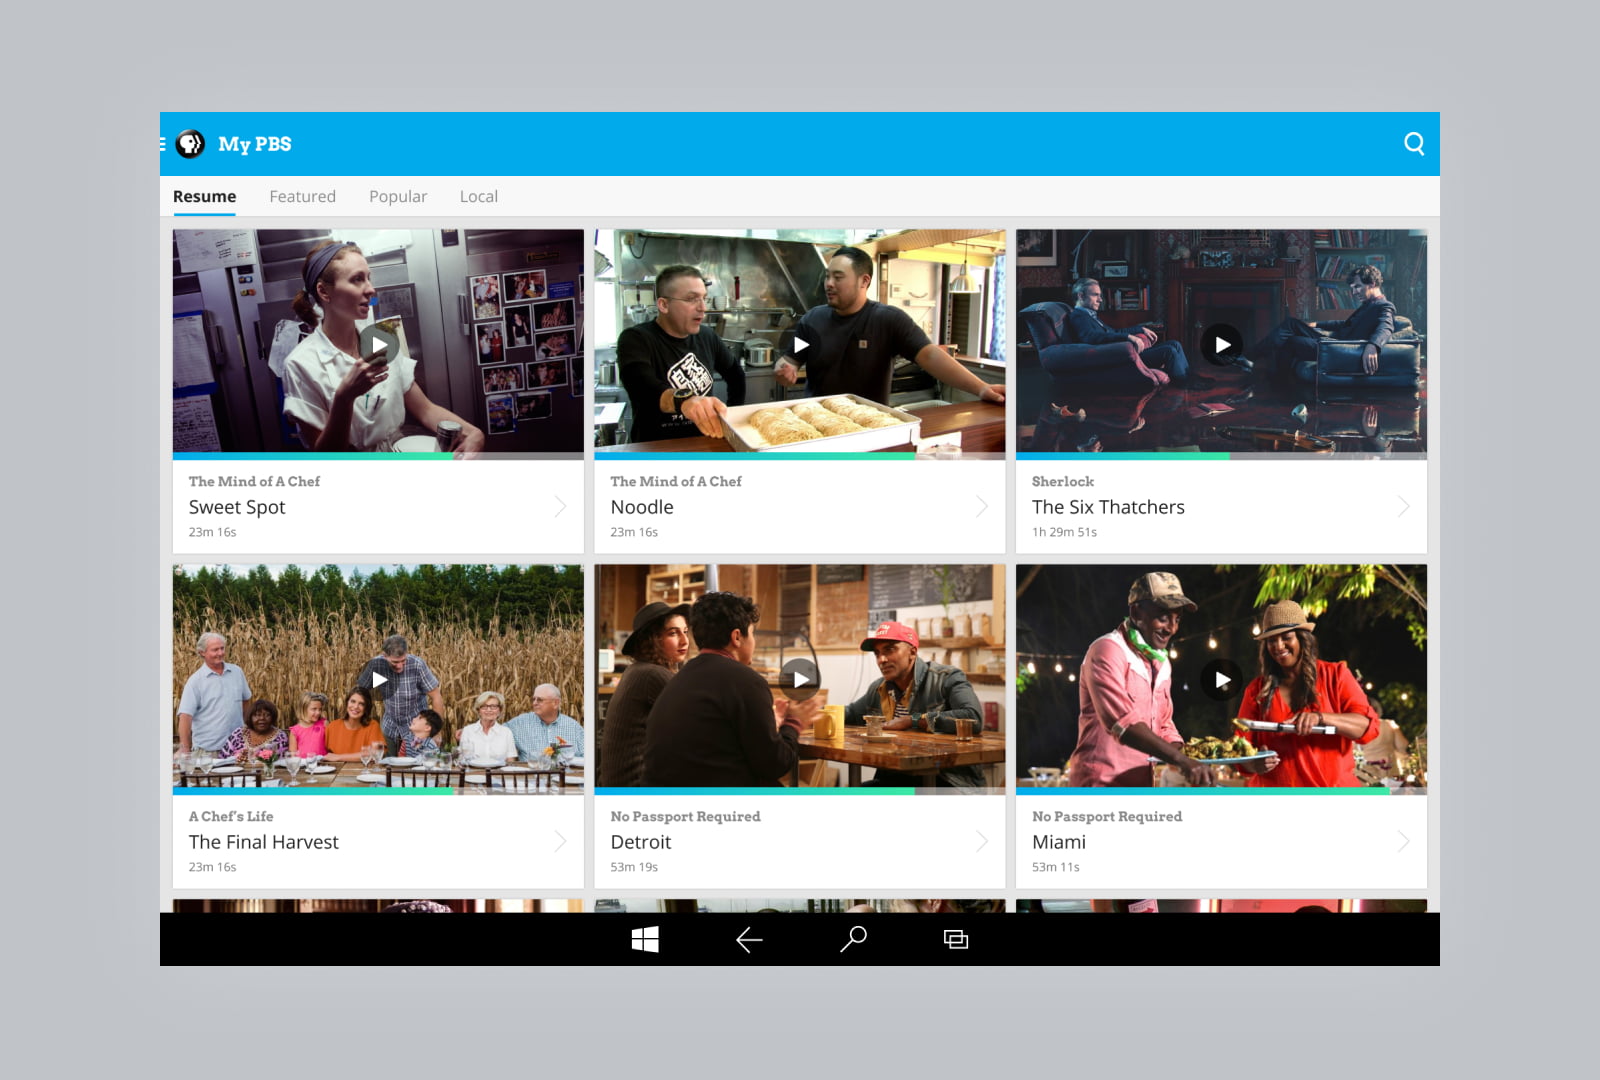 My PBS
Resume Featured Popular Local
The Mind of A Chef
Sweet Spot
23m 16s
The Mind of A Chef
Noodle
23m 16s
Sherlock
The Six Thatchers
1h 29m 51s
A Chef's Life
The Final Harvest
23m 16s
No Passport Required
Detroit
53m 19s
No Passport Required
Miami
53m 11s